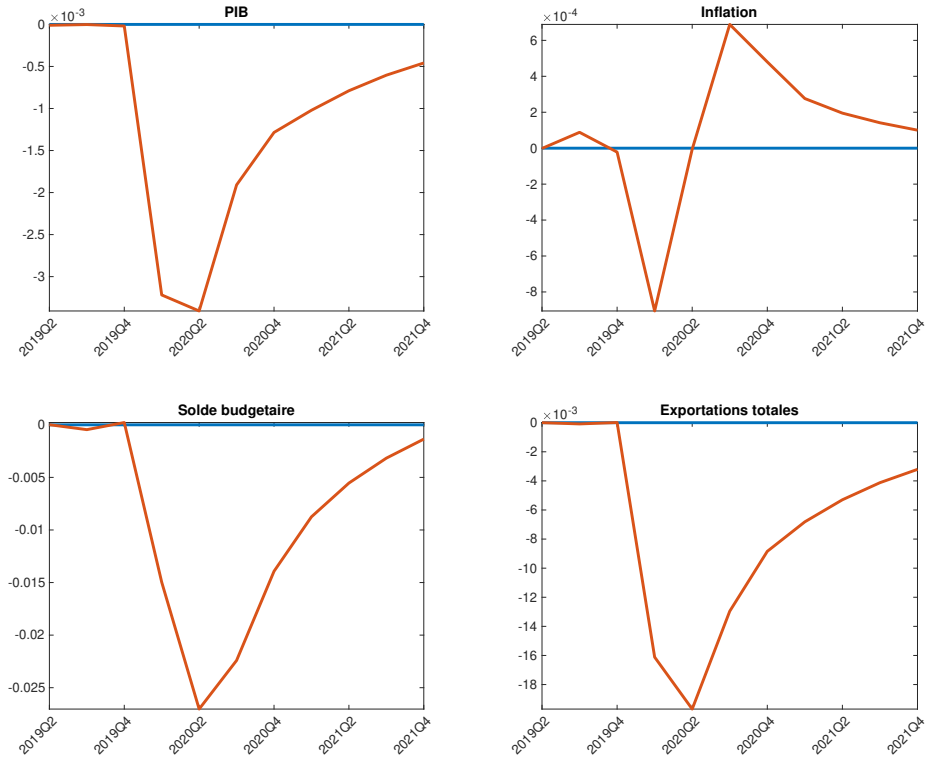 PIB
×10⁻³
0
-0.5
-1
-1.5
-2
-2.5
-3
2019Q2
2019Q4
2020Q2
2020Q4
2021Q2
2021Q4
Inflation
×10⁻⁴
6
4
2
0
-2
-4
-6
-8
2019Q2
2019Q4
2020Q2
2020Q4
2021Q2
2021Q4
Solde budgetaire
0
-0.005
-0.01
-0.015
-0.02
-0.025
2019Q2
2019Q4
2020Q2
2020Q4
2021Q2
2021Q4
Exportations totales
×10⁻³
0
-2
-4
-6
-8
-10
-12
-14
-16
-18
2019Q2
2019Q4
2020Q2
2020Q4
2021Q2
2021Q4